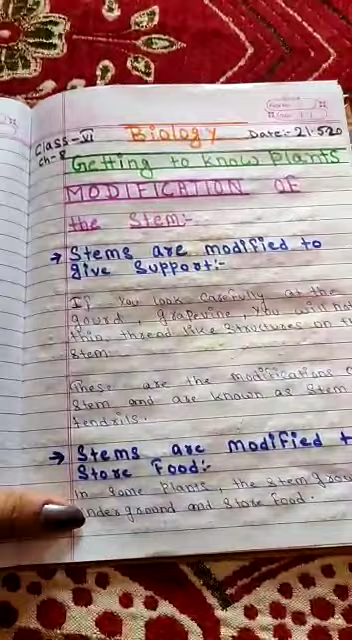 Class-VI Biology Date:-21-5-20
Ch-8 Getting to know Plants
MODIFICATION OF
the Stem:-
→ Stems are modified to
give Support:-
If you look carefully at the
gourd, grapevine, you will not
thin, thread like structures on
Stem.
These are the modifications
Stem and are known as Stem
tendrils.
→ Stems are modified t
Store Food:-
In Some Plants, the Stem grow
Underground and Store Food.